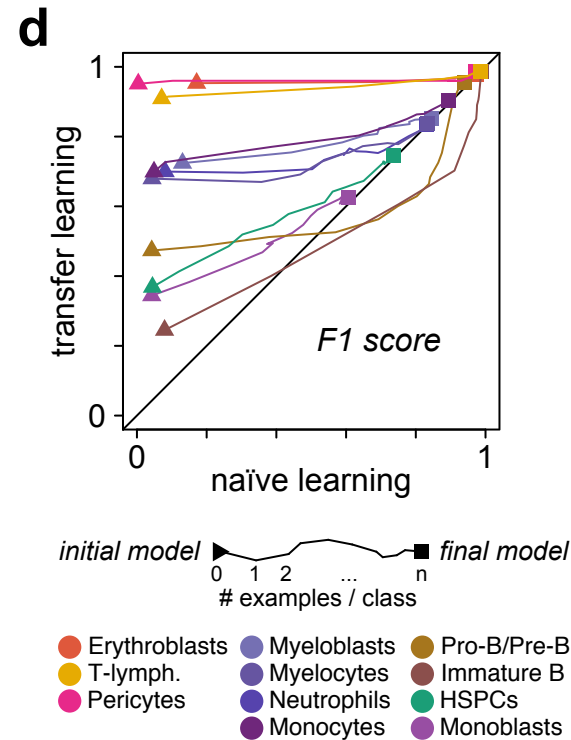 d
1
transfer learning
F1 score
0
0
1
naïve learning
initial model
final model
0 1 2 ... n
# examples / class
Erythroblasts Myeloblasts Pro-B/Pre-B
T-lymph. Myelocytes Immature B
Pericytes Neutrophils HSPCs
Monocytes Monoblasts